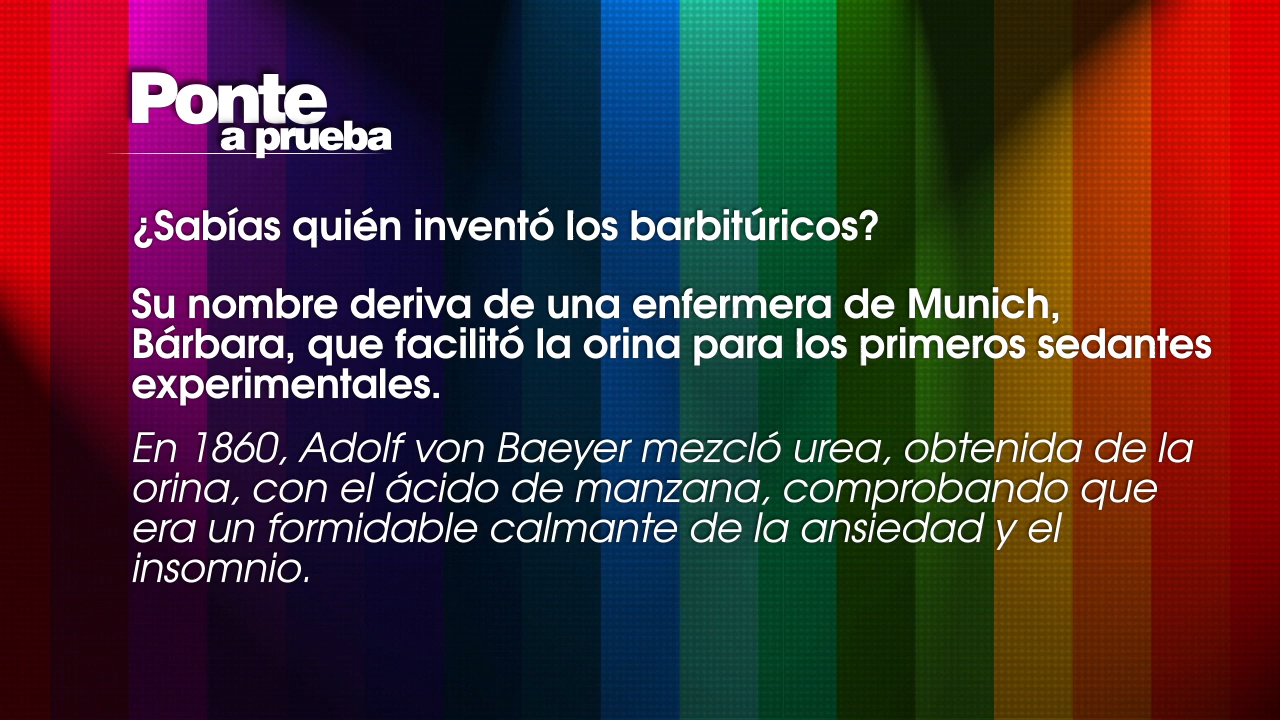 Ponte
a prueba
¿Sabías quién inventó los barbitúricos?
Su nombre deriva de una enfermera de Munich,
Bárbara, que facilitó la orina para los primeros sedantes
experimentales.
En 1860, Adolf von Baeyer mezcló urea, obtenida de la
orina, con el ácido de manzana, comprobando que
era un formidable calmante de la ansiedad y el
insomnio.